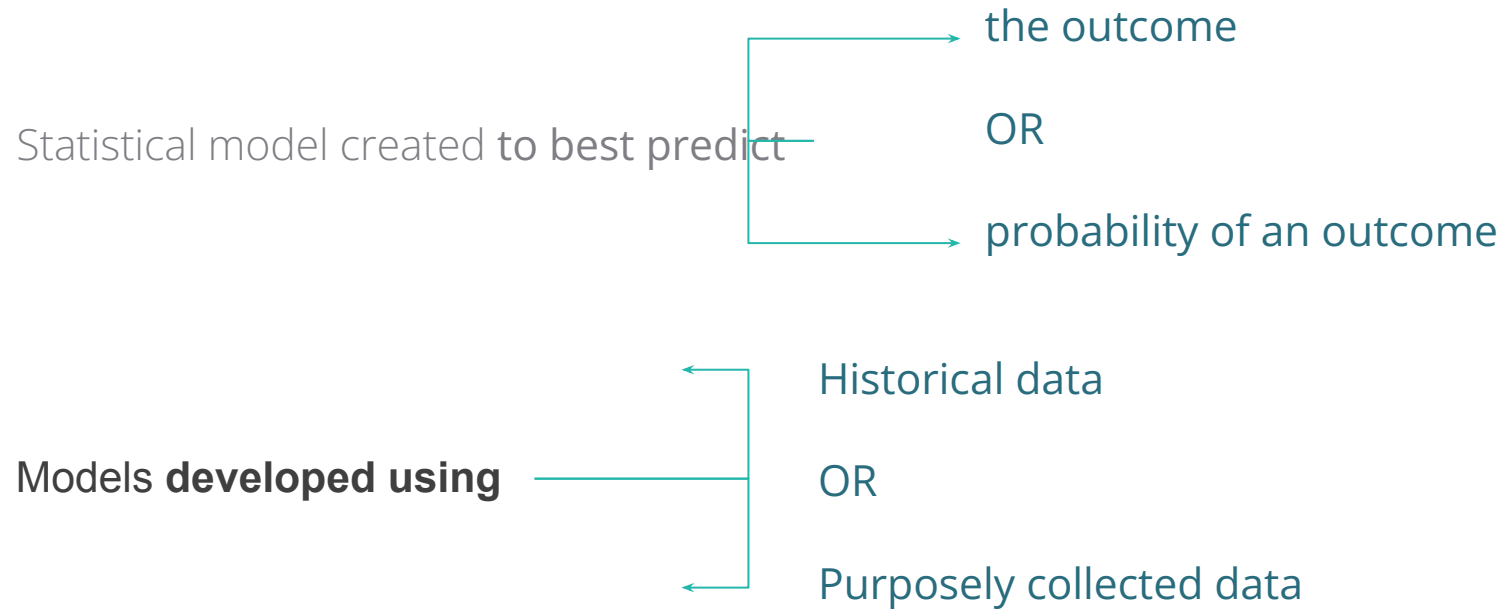 the outcome
Statistical model created to best predict
OR
probability of an outcome
Historical data
Models developed using
OR
Purposely collected data